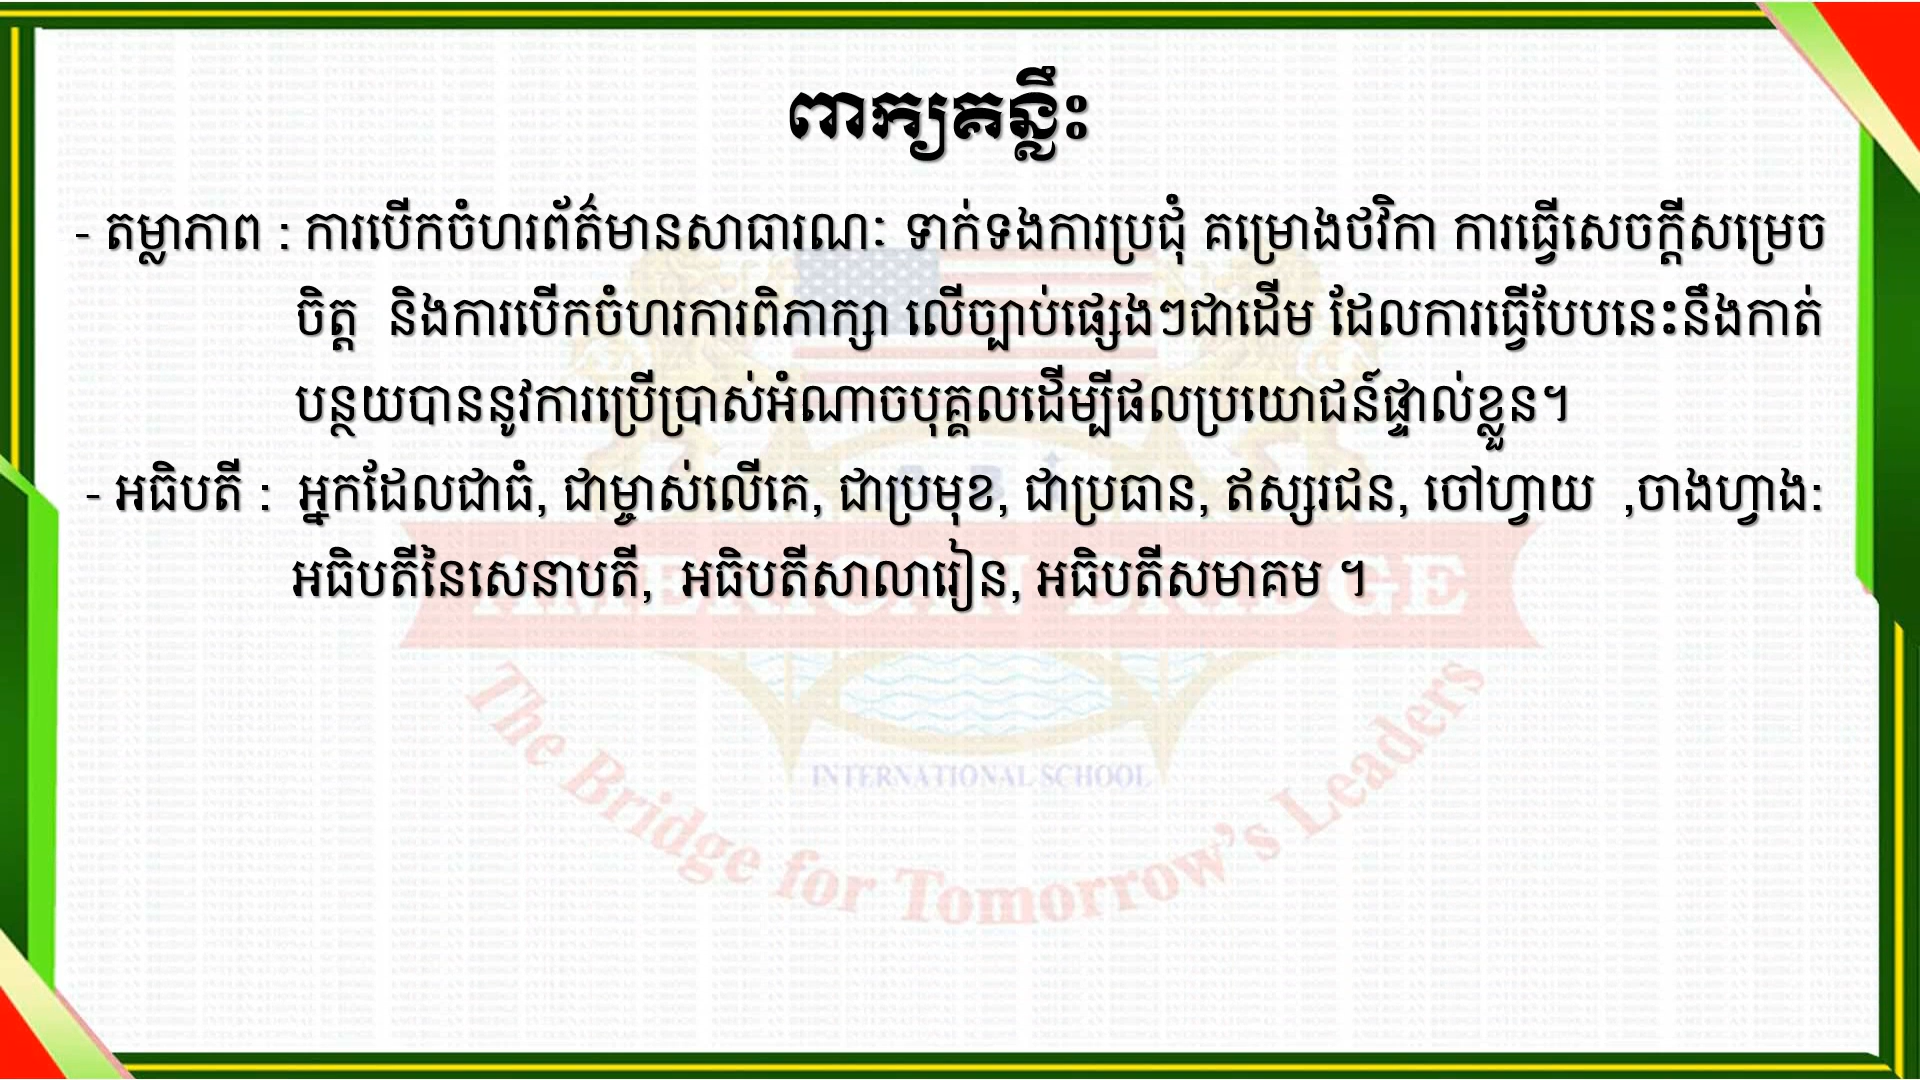 ពាក្យគន្លឹះ
- តម្លាភាព : ការបើកចំហរព័ត៌មានសាធារណៈ ទាក់ទងការប្រជុំ គម្រោងថវិកា ការធ្វើសេចក្តីសម្រេច
ចិត្ត និងការបើកចំហរការពិភាក្សា លើច្បាប់ផ្សេងៗជាដើម ដែលការធ្វើបែបនេះនឹងកាត់
បន្ថយបាននូវការប្រើប្រាស់អំណាចបុគ្គលដើម្បីផលប្រយោជន៍ផ្ទាល់ខ្លួន។
- អធិបតី : អ្នកដែលជាធំ, ជាម្ចាស់លើគេ, ជាប្រមុខ, ជាប្រធាន, ឥស្សរជន, ចៅហ្វាយ ,ចាងហ្វាង:
អធិបតីនៃសេនាបតី, អធិបតីសាលារៀន, អធិបតីសមាគម ។
AMERICAN BRIDGE
INTERNATIONAL SCHOOL
The Bridge for Tomorrow's Leaders